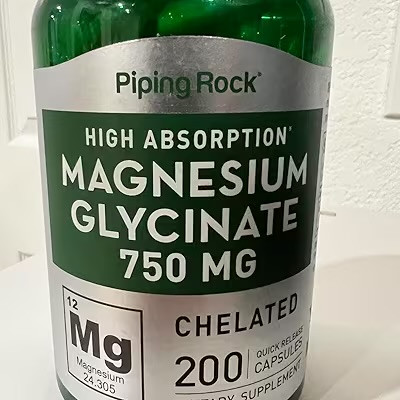 Piping Rock®
HIGH ABSORPTION*
MAGNESIUM
GLYCINATE
750 MG
12
Mg
Magnesium
24.305
CHELATED
200
QUICK RELEASE
CAPSULES
SUPPLEMENT